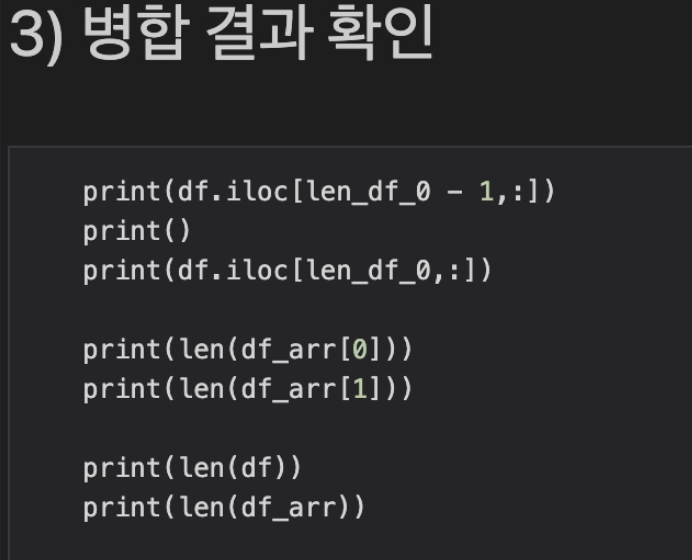 3) 병합 결과 확인
print(df.iloc[len_df_0 - 1,:])
print()
print(df.iloc[len_df_0,:])
print(len(df_arr[0]))
print(len(df_arr[1]))
print(len(df))
print(len(df_arr))